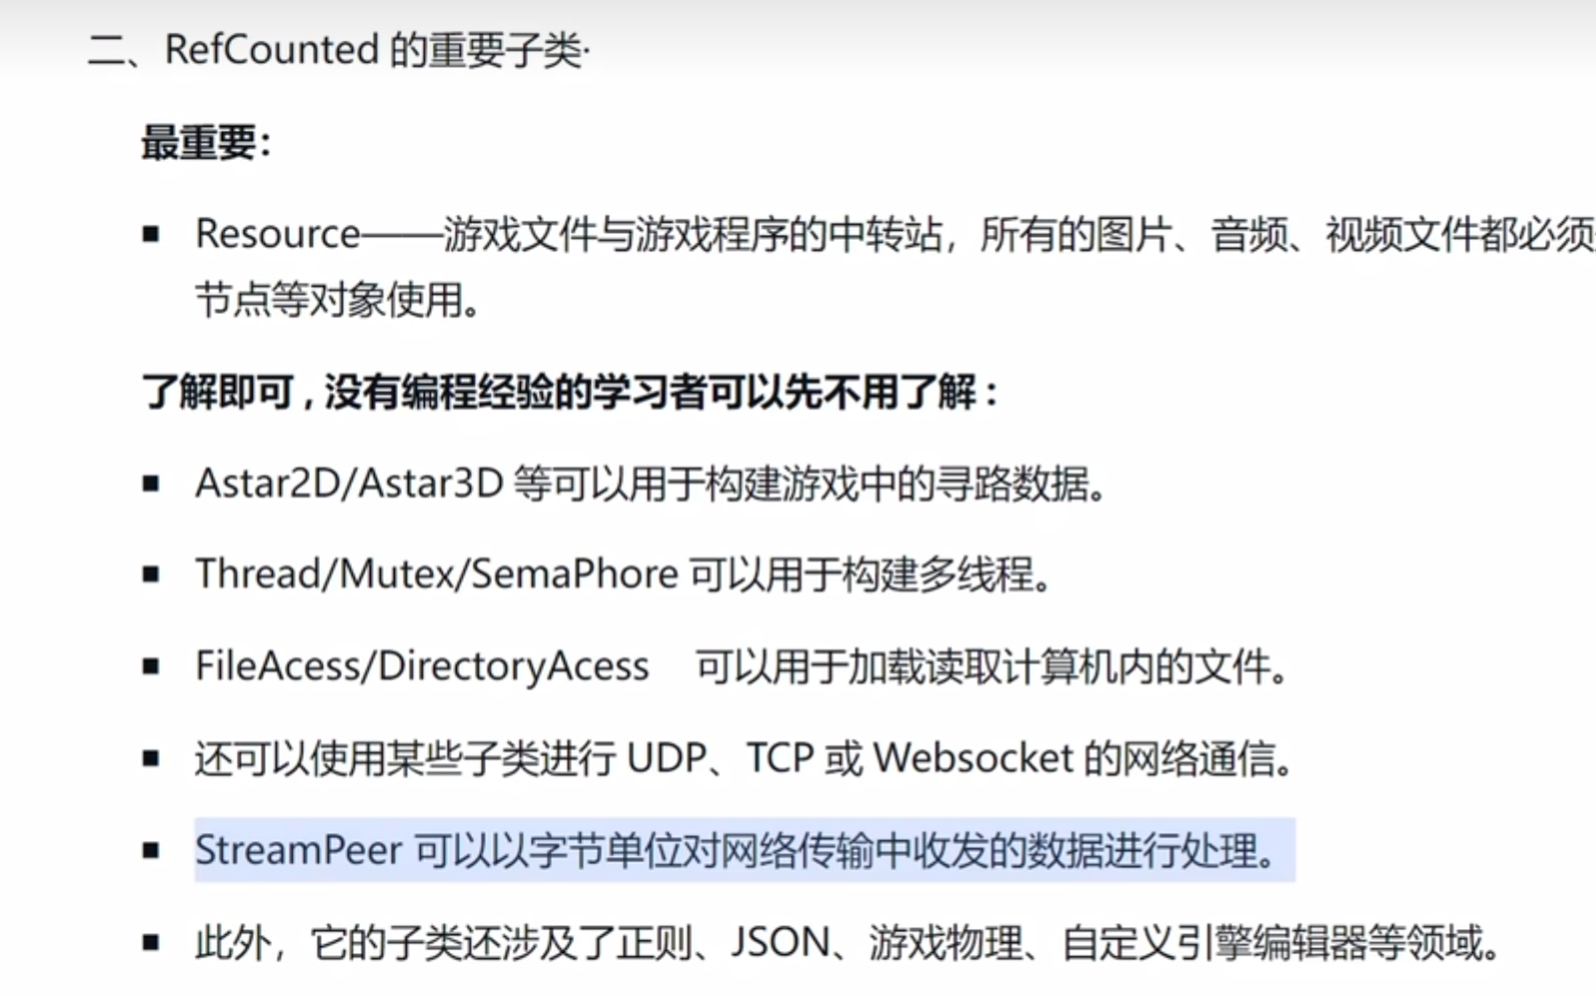 二、RefCounted 的重要子类·
最重要：
▪ Resource——游戏文件与游戏程序的中转站，所有的图片、音频、视频文件都必须
节点等对象使用。
了解即可，没有编程经验的学习者可以先不用了解：
▪ Astar2D/Astar3D 等可以用于构建游戏中的寻路数据。
▪ Thread/Mutex/SemaPhore 可以用于构建多线程。
▪ FileAcess/DirectoryAcess 可以用于加载读取计算机内的文件。
▪ 还可以使用某些子类进行 UDP、TCP 或 Websocket 的网络通信。
▪ StreamPeer 可以以字节单位对网络传输中收发的数据进行处理。
▪ 此外，它的子类还涉及了正则、JSON、游戏物理、自定义引擎编辑器等领域。